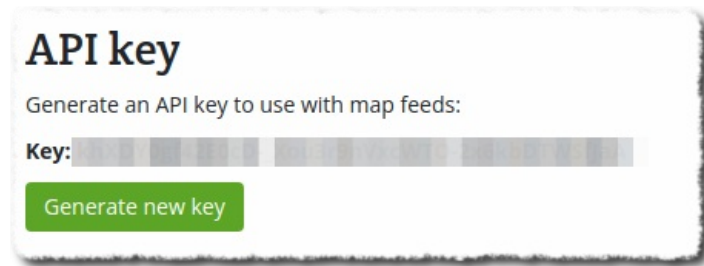 API key
Generate an API key to use with map feeds:
Key:
Generate new key